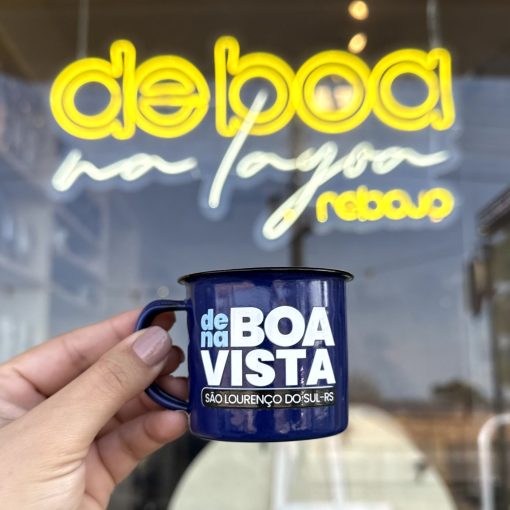 de boa
na lagoa
rebojo
de BOA
na
VISTA
SÃO LOURENÇO DO SUL-RS